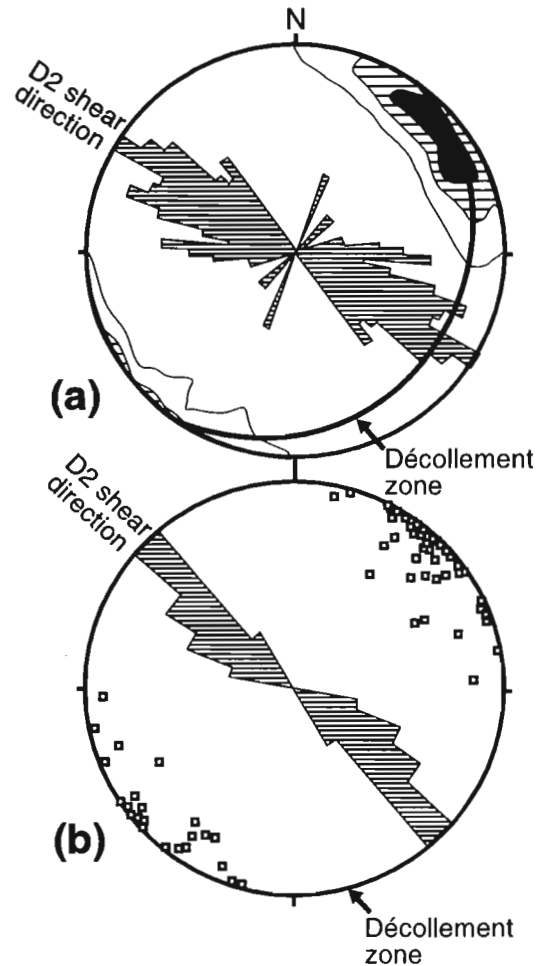 N
D2 shear
direction
(a)
Décollement
zone
D2 shear
direction
(b)
Décollement
zone